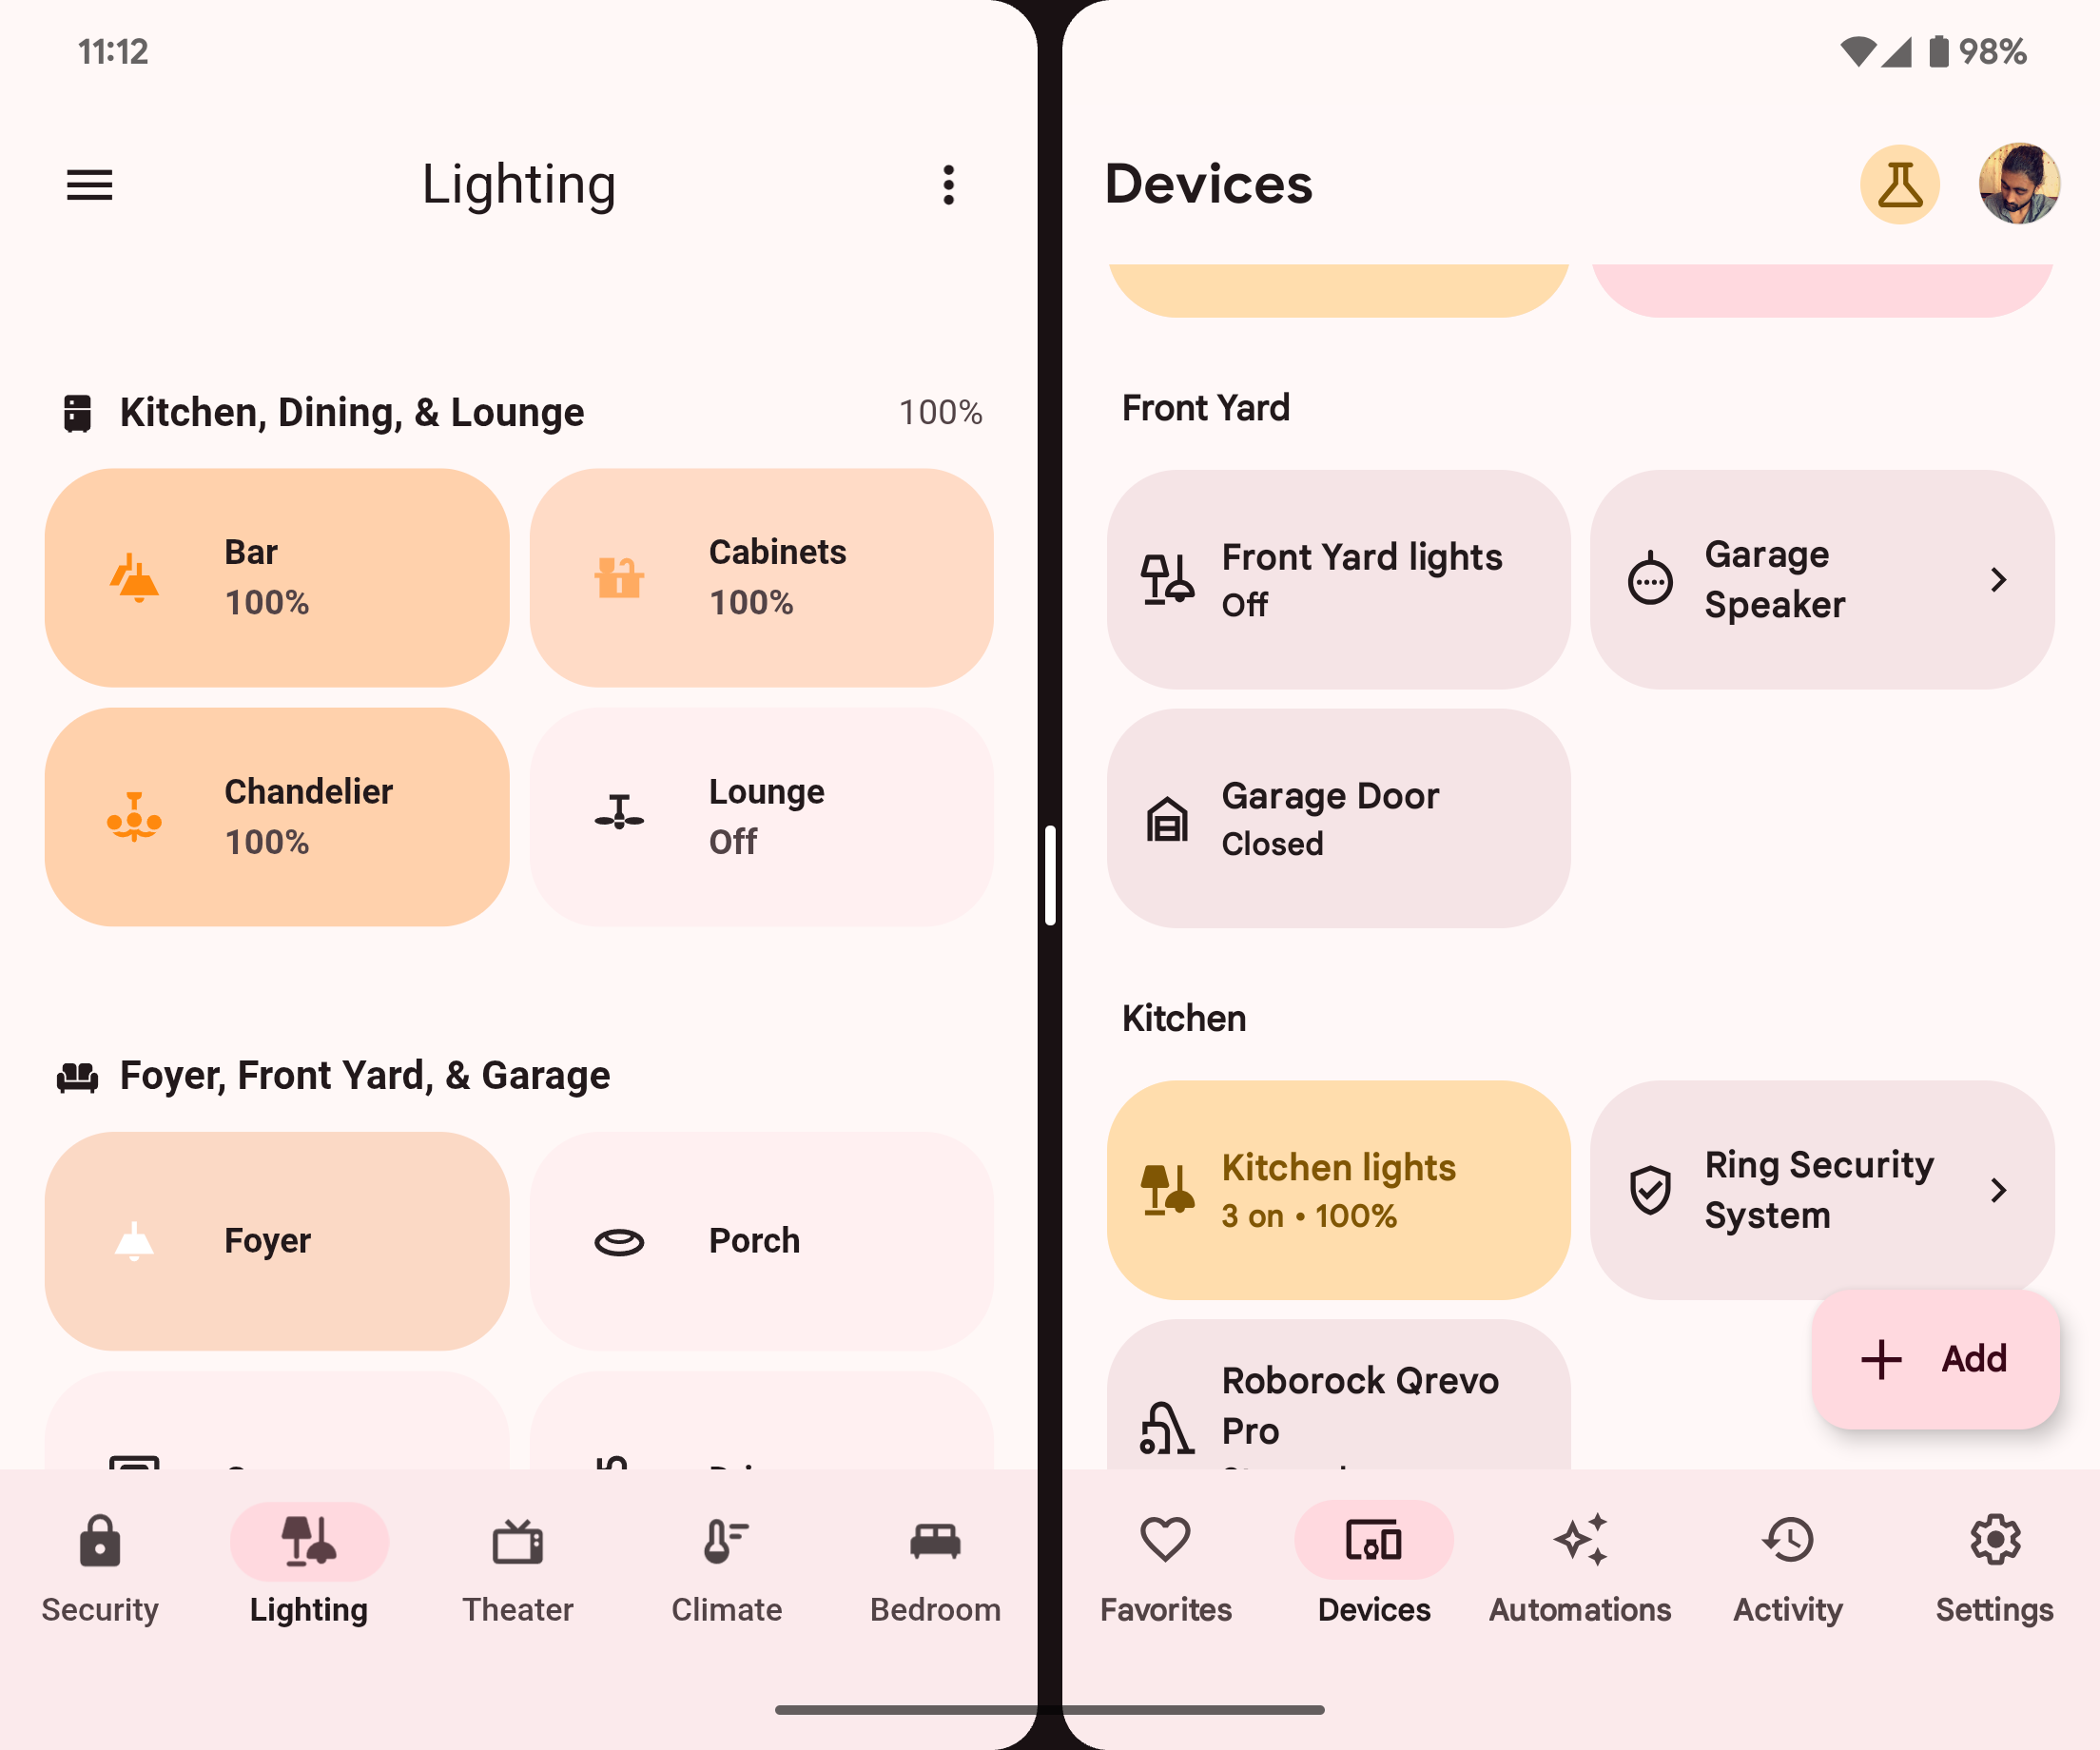 11:12
98%
Lighting
Kitchen, Dining, & Lounge
100%
Bar
100%
Cabinets
100%
Chandelier
100%
Lounge
Off
Foyer, Front Yard, & Garage
Foyer
Porch
Security
Lighting
Theater
Climate
Bedroom
Devices
Front Yard
Front Yard lights
Off
Garage
Speaker
Garage Door
Closed
Kitchen
Kitchen lights
3 on • 100%
Ring Security
System
Roborock Qrevo
Pro
Add
Favorites
Devices
Automations
Activity
Settings